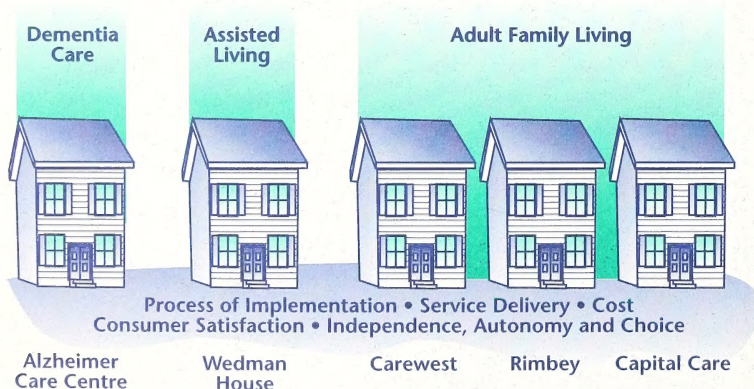 Dementia
Care
Assisted
Living
Adult Family Living
Process of Implementation • Service Delivery • Cost
Consumer Satisfaction • Independence, Autonomy and Choice
Alzheimer
Care Centre
Wedman
House
Carewest
Rimbey
Capital Care